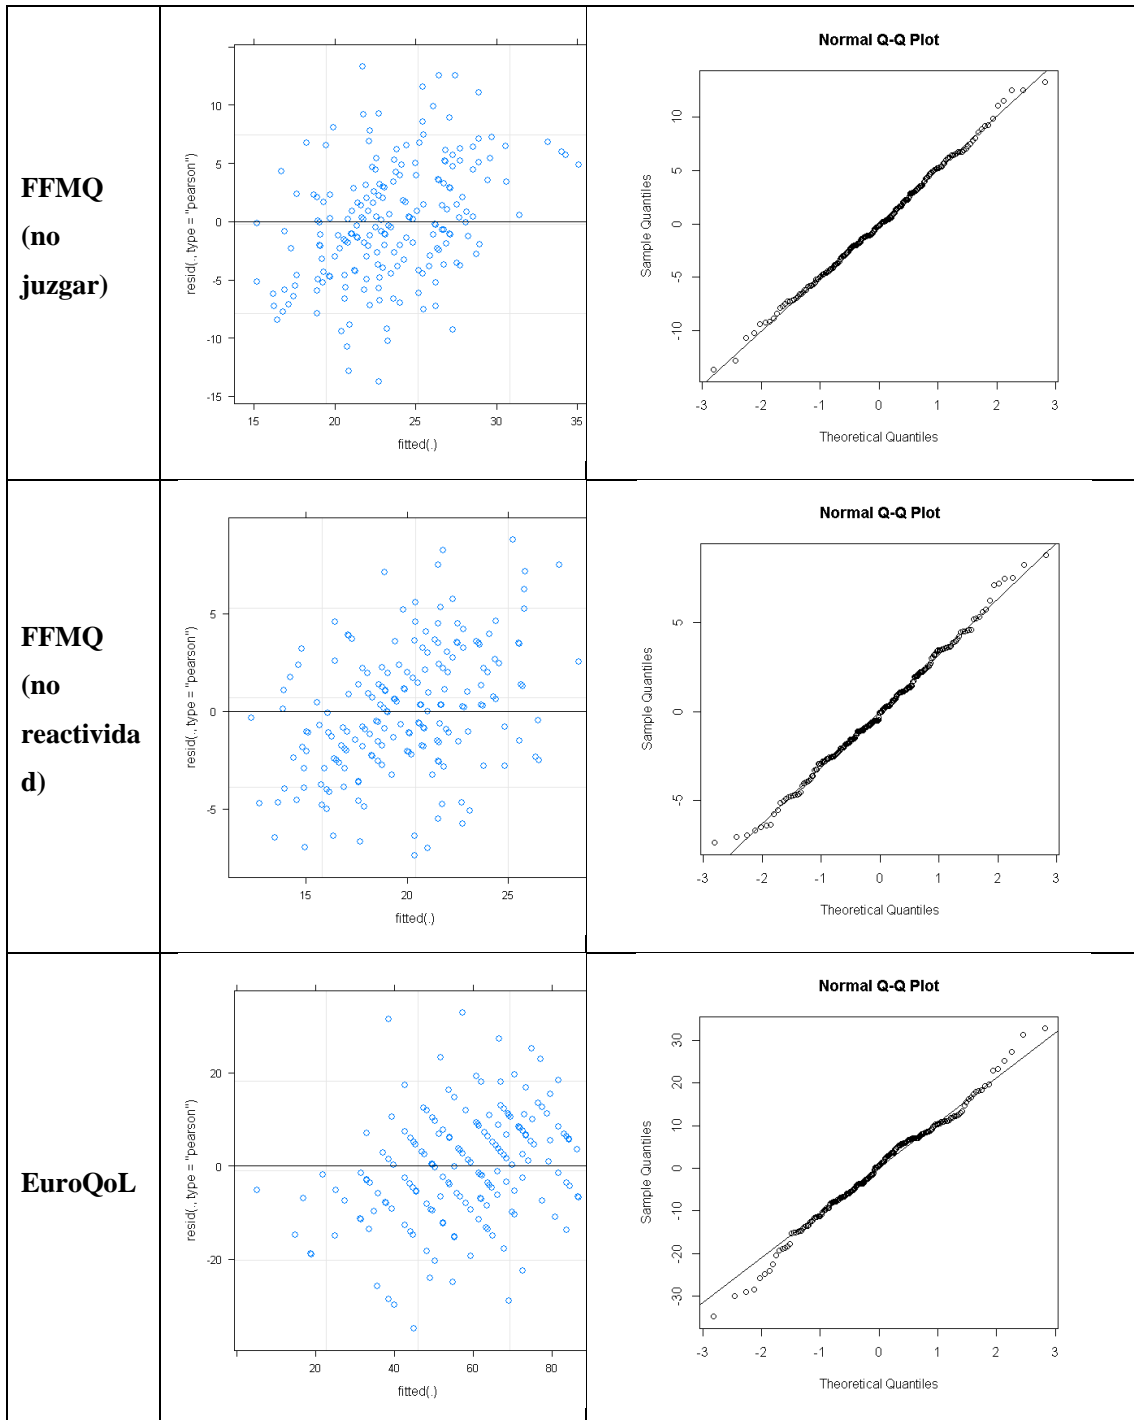 FFMQ
(no
juzgar)
resid(., type = "pearson")
10
5
0
-5
-10
-15
15
20
25
30
35
fitted(.)
Normal Q-Q Plot
Sample Quantiles
10
5
0
-5
-10
-3
-2
-1
0
1
2
3
Theoretical Quantiles
FFMQ
(no
reactivida
d)
resid(., type = "pearson")
5
0
-5
15
20
25
fitted(.)
Normal Q-Q Plot
Sample Quantiles
5
0
-5
-3
-2
-1
0
1
2
3
Theoretical Quantiles
EuroQoL
resid(., type = "pearson")
20
0
-20
20
40
60
80
fitted(.)
Normal Q-Q Plot
Sample Quantiles
30
20
10
0
-10
-20
-30
-3
-2
-1
0
1
2
3
Theoretical Quantiles